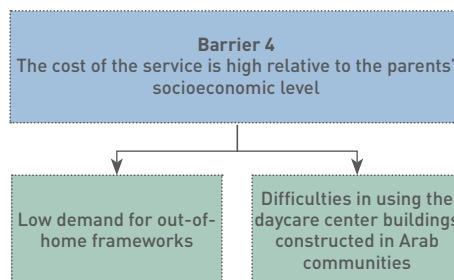 Barrier 4
The cost of the service is high relative to the parents'
socioeconomic level
Low demand for out-of-
home frameworks
Difficulties in using the
daycare center buildings
constructed in Arab
communities